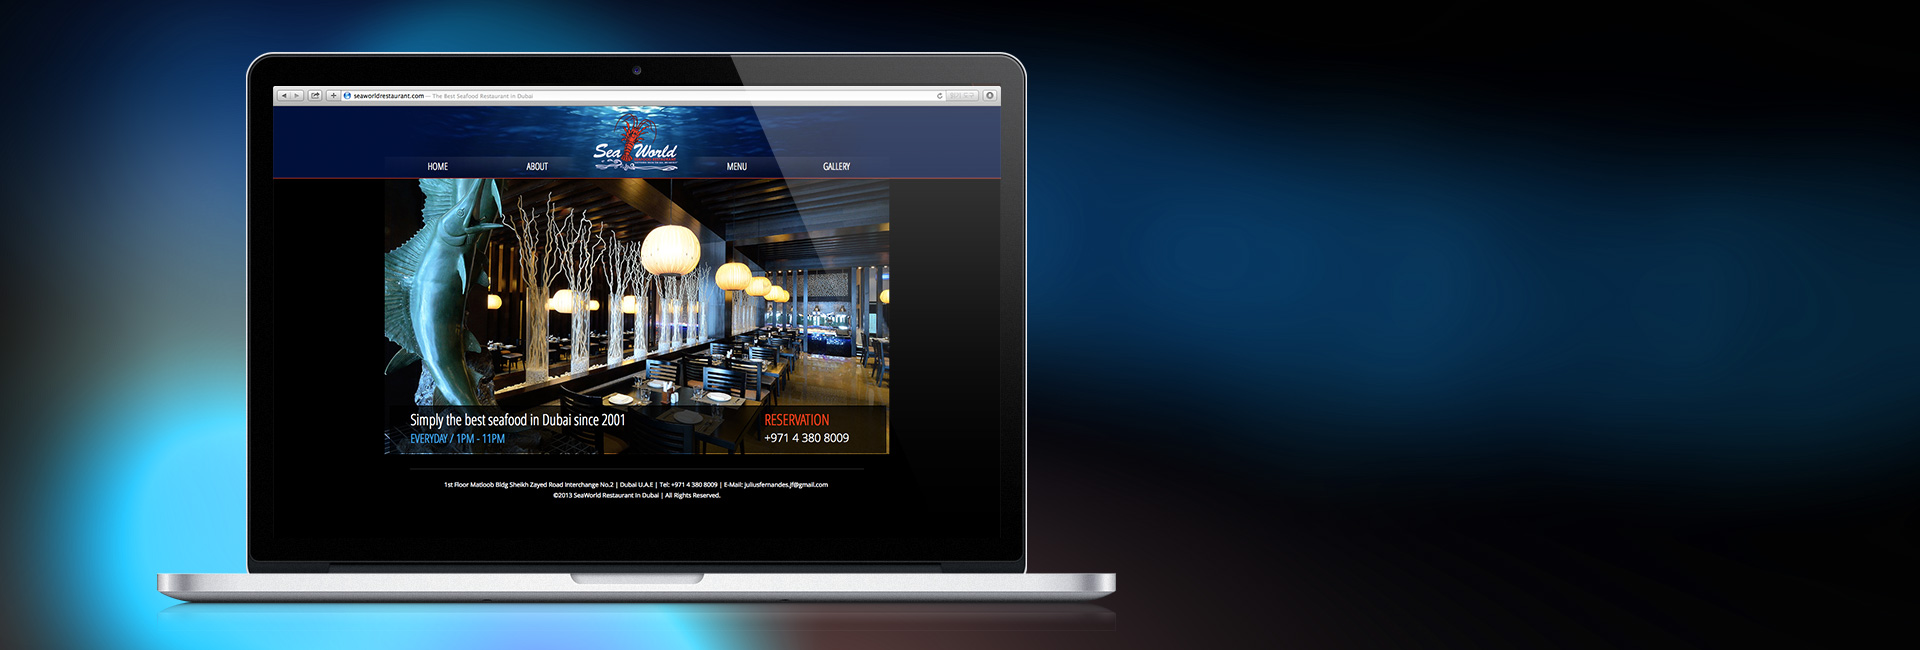 seaworldrestaurant.com — The Best Seafood Restaurant in Dubai
Sea World
HOME
ABOUT
MENU
GALLERY
Simply the best seafood in Dubai since 2001
EVERYDAY / 1PM - 11PM
RESERVATION
+971 4 380 8009
1st Floor Matloob Bldg Sheikh Zayed Road Interchange No.2 | Dubai U.A.E | Tel: +971 4 380 8009 | E-Mail: juliusfernandes.jf@gmail.com
©2013 SeaWorld Restaurant In Dubai | All Rights Reserved.